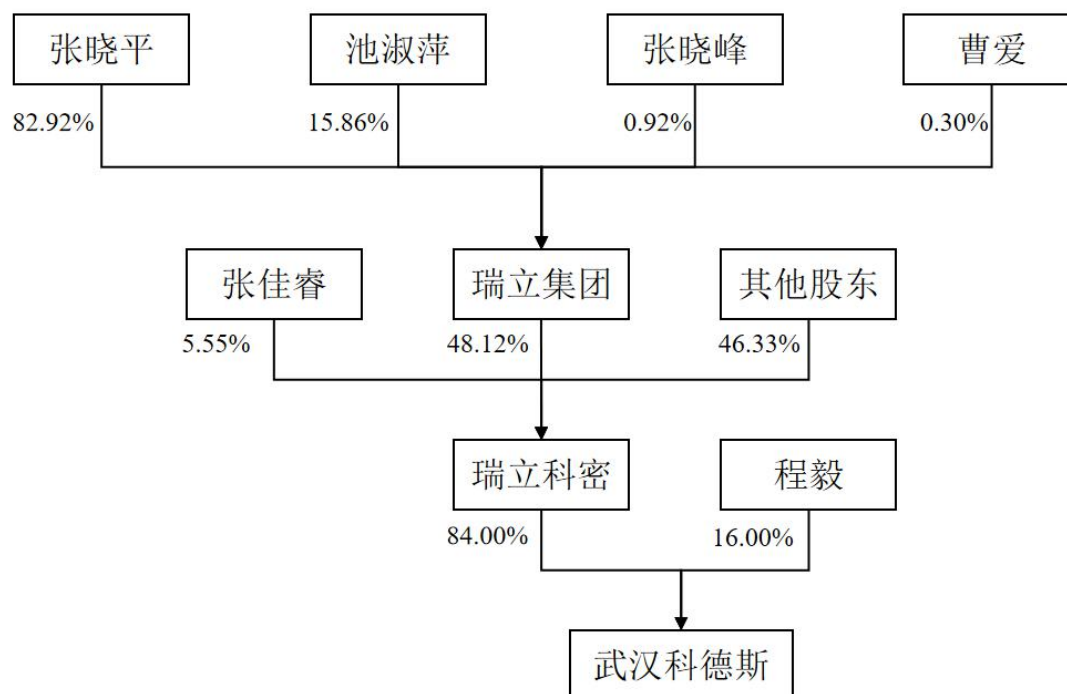 张晓平 池淑萍 张晓峰 曹爱
82.92% 15.86% 0.92% 0.30%
张佳睿 瑞立集团 其他股东
5.55% 48.12% 46.33%
瑞立科密 程毅
84.00% 16.00%
武汉科德斯